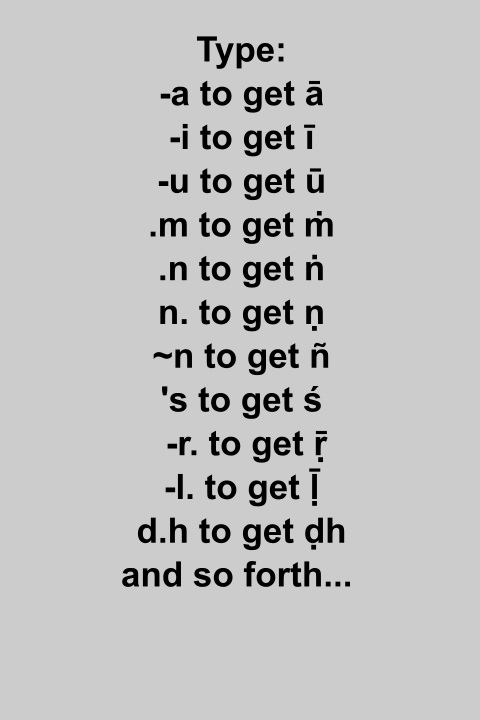 Type:
-a to get ā
-i to get ī
-u to get ū
.m to get ṁ
.n to get ṅ
n. to get ṇ
~n to get ñ
's to get ś
-r. to get ṝ
-l. to get ḹ
d.h to get ḍh
and so forth...